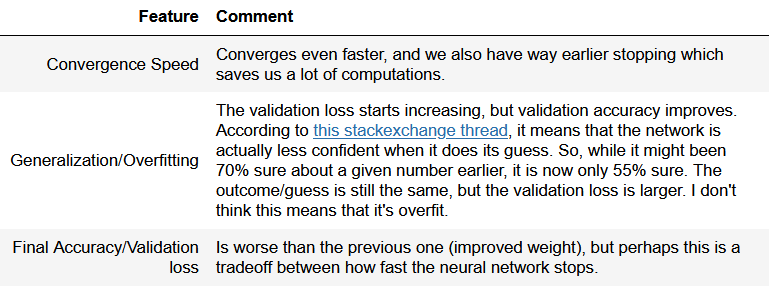 Feature Comment
Convergence Speed
Converges even faster, and we also have way earlier stopping which
saves us a lot of computations.
Generalization/Overfitting
The validation loss starts increasing, but validation accuracy improves.
According to this stackexchange thread, it means that the network is
actually less confident when it does its guess. So, while it might been
70% sure about a given number earlier, it is now only 55% sure. The
outcome/guess is still the same, but the validation loss is larger. I don't
think this means that it's overfit.
Final Accuracy/Validation
loss
Is worse than the previous one (improved weight), but perhaps this is a
tradeoff between how fast the neural network stops.